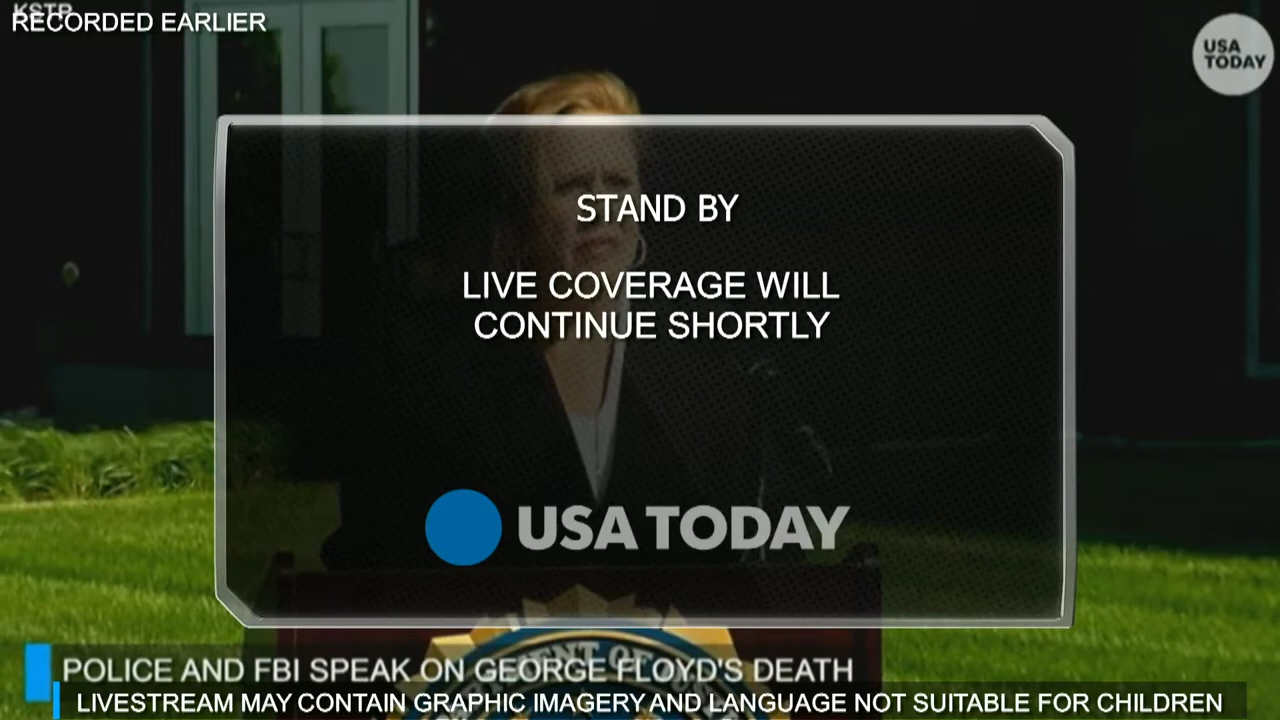 KSTP
RECORDED EARLIER
USA
TODAY
STAND BY
LIVE COVERAGE WILL
CONTINUE SHORTLY
USA TODAY
POLICE AND FBI SPEAK ON GEORGE FLOYD'S DEATH
LIVESTREAM MAY CONTAIN GRAPHIC IMAGERY AND LANGUAGE NOT SUITABLE FOR CHILDREN